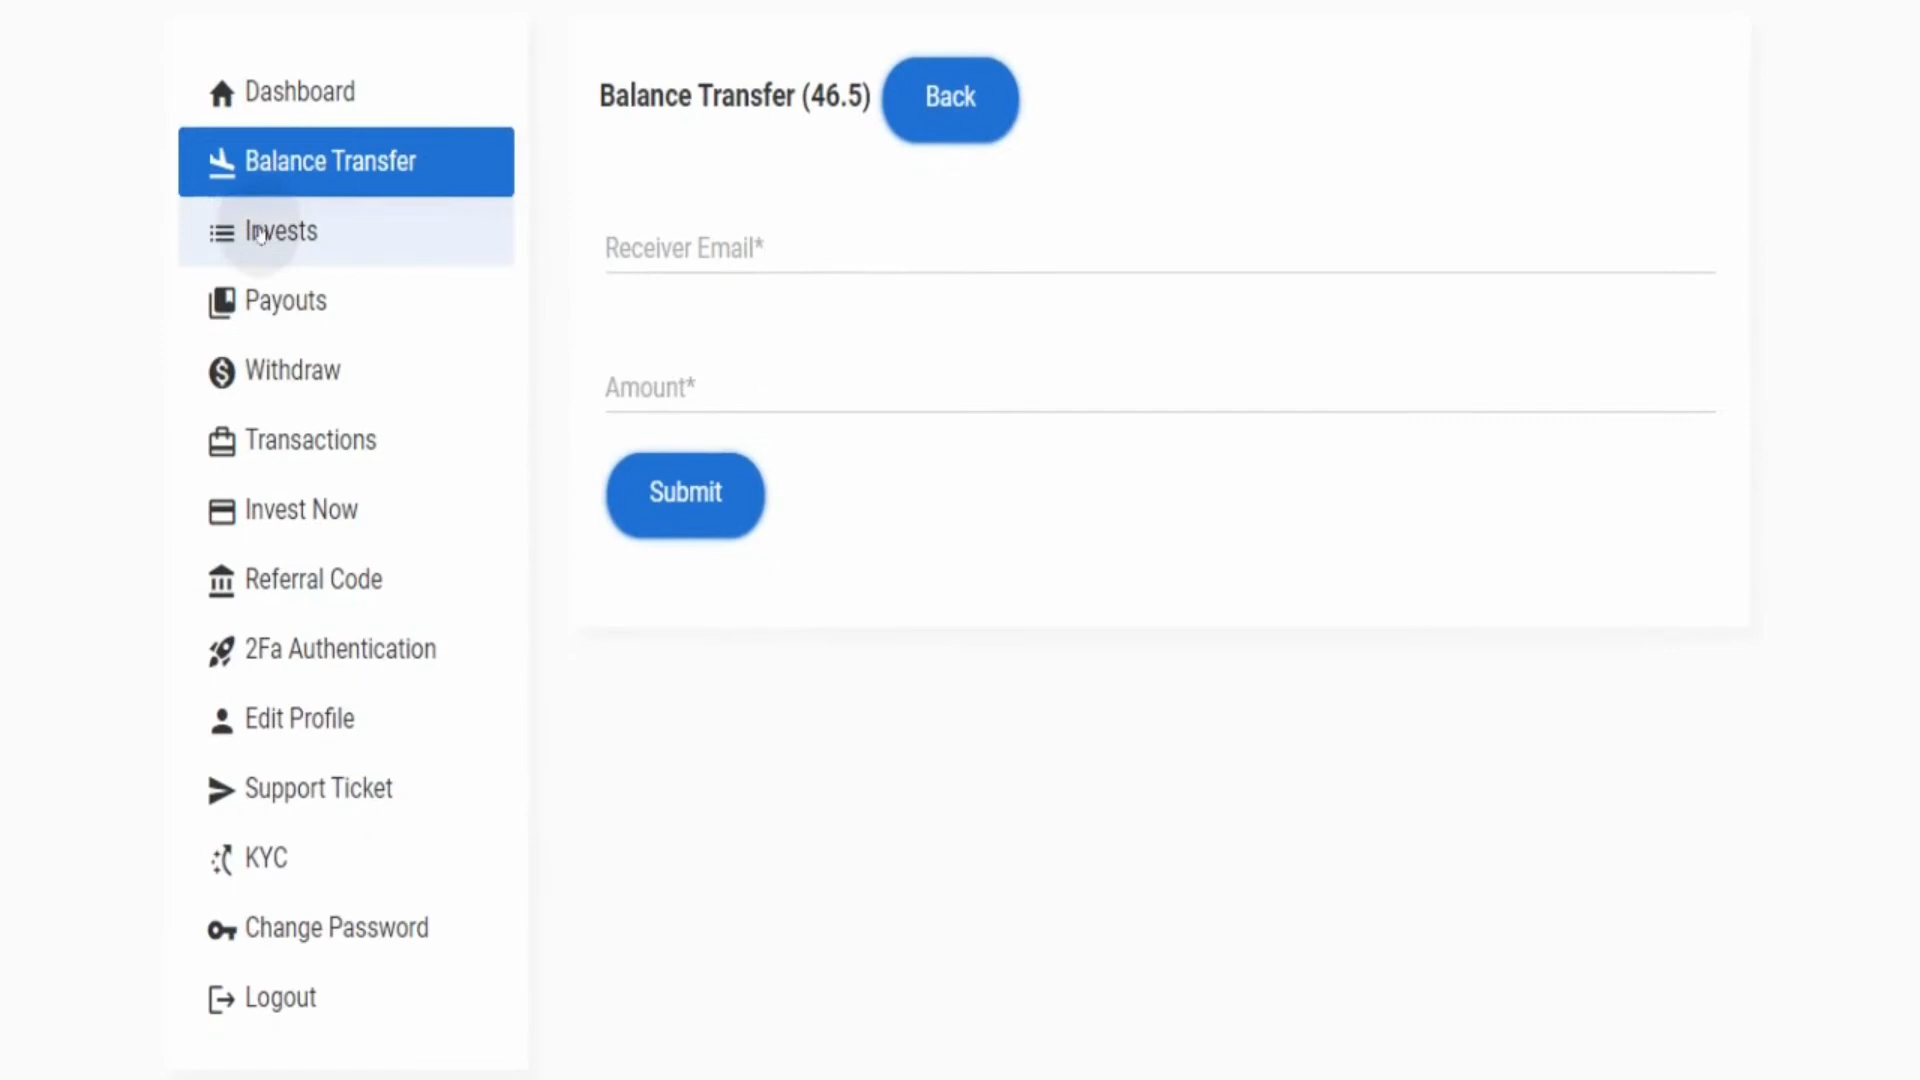 Dashboard
Balance Transfer
Invests
Payouts
Withdraw
Transactions
Invest Now
Referral Code
2Fa Authentication
Edit Profile
Support Ticket
KYC
Change Password
Logout
Balance Transfer (46.5)
Back
Receiver Email*
Amount*
Submit